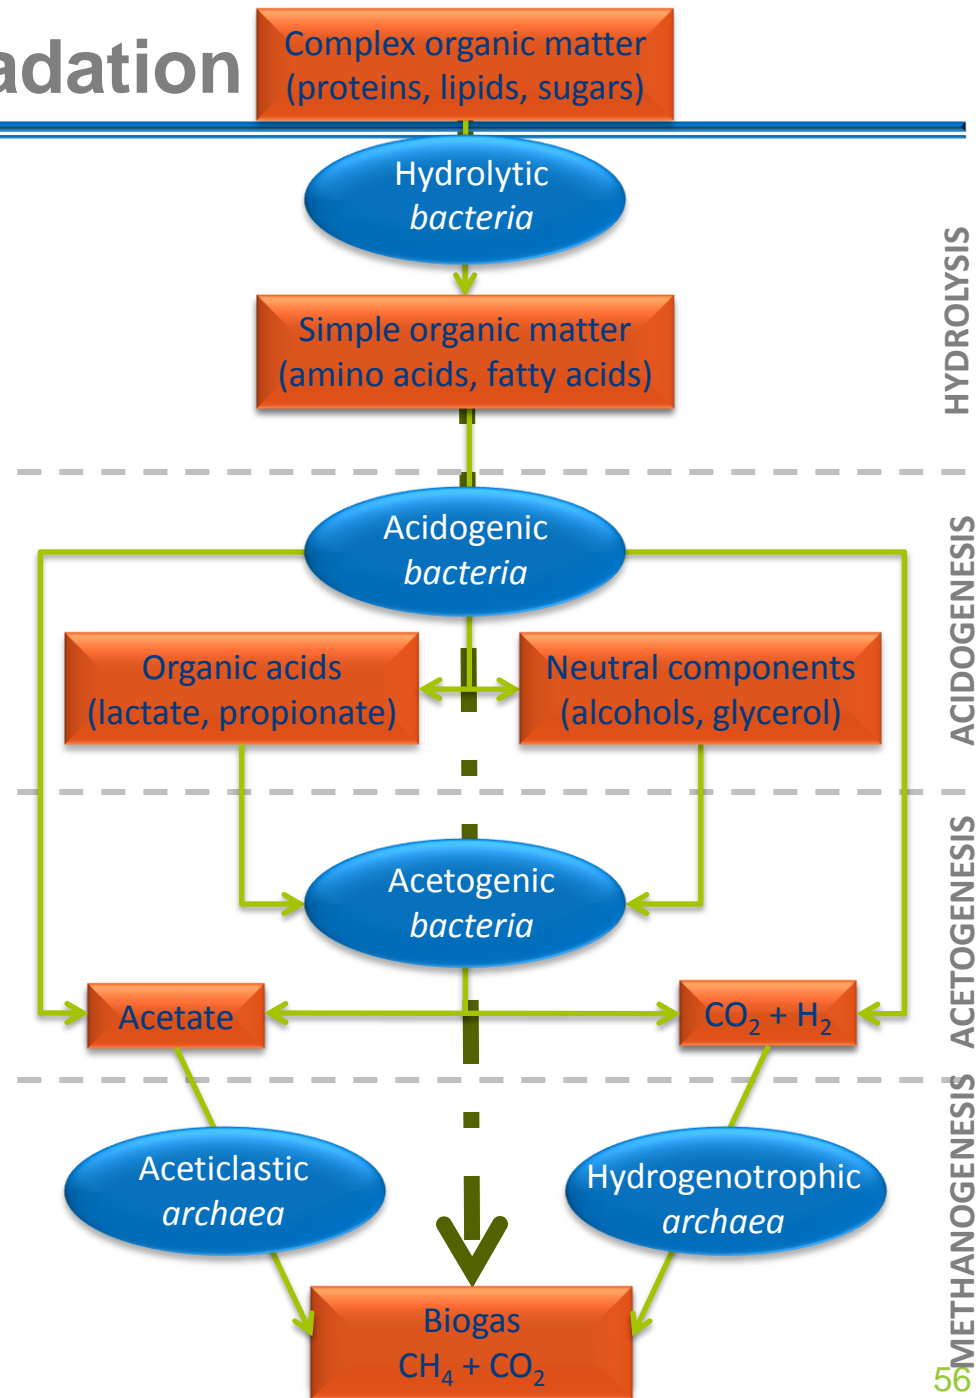 adation
Complex organic matter
(proteins, lipids, sugars)
Hydrolytic
bacteria
HYDROLYSIS
Simple organic matter
(amino acids, fatty acids)
Acidogenic
bacteria
ACIDOGENESIS
Organic acids
(lactate, propionate)
Neutral components
(alcohols, glycerol)
Acetogenic
bacteria
ACETOGENESIS
Acetate
CO₂ + H₂
Aceticlastic
archaea
Hydrogenotrophic
archaea
METHANOGENESIS
Biogas
CH₄ + CO₂
56